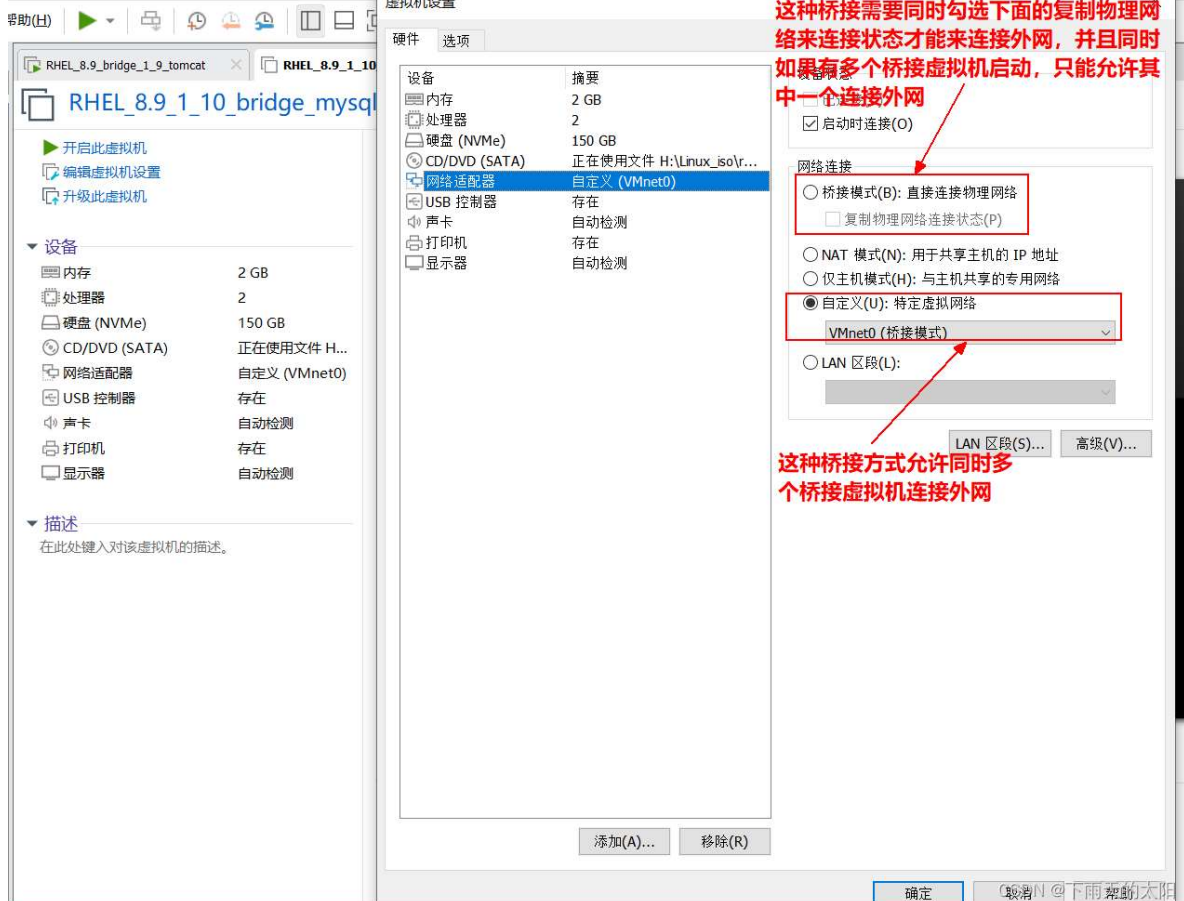 帮助(H)
虚拟机设置
RHEL_8.9_bridge_1_9_tomcat
RHEL_8.9_1_10
RHEL_8.9_1_10_bridge_mysql
开启此虚拟机
编辑虚拟机设置
升级此虚拟机
设备
内存 2 GB
处理器 2
硬盘 (NVMe) 150 GB
CD/DVD (SATA) 正在使用文件 H...
网络适配器 自定义 (VMnet0)
USB 控制器 存在
声卡 自动检测
打印机 存在
显示器 自动检测
描述
在此处键入对该虚拟机的描述。
硬件 选项
设备 摘要
内存 2 GB
处理器 2
硬盘 (NVMe) 150 GB
CD/DVD (SATA) 正在使用文件 H:\Linux_iso\r...
网络适配器 自定义 (VMnet0)
USB 控制器 存在
声卡 自动检测
打印机 存在
显示器 自动检测
添加(A)... 移除(R)
这种桥接需要同时勾选下面的复制物理网
络来连接状态才能来连接外网，并且同时
如果有多个桥接虚拟机启动，只能允许其
中一个连接外网
设备状态
启动时连接(O)
网络连接
桥接模式(B): 直接连接物理网络
复制物理网络连接状态(P)
NAT 模式(N): 用于共享主机的 IP 地址
仅主机模式(H): 与主机共享的专用网络
自定义(U): 特定虚拟网络
VMnet0 (桥接模式)
LAN 区段(L):
LAN 区段(S)... 高级(V)...
这种桥接方式允许同时多
个桥接虚拟机连接外网
确定 取消 帮助
CSDN @下雨天的太阳